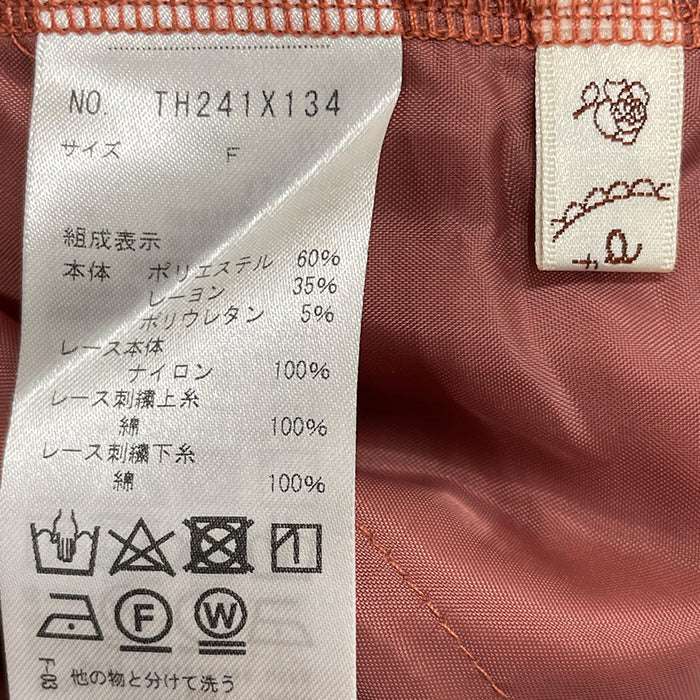 NO. TH241X134
サイズ F
組成表示
本体 ポリエステル 60%
レーヨン 35%
ポリウレタン 5%
レース本体
ナイロン 100%
レース刺繍上糸
綿 100%
レース刺繍下糸
綿 100%
F W
T-03 他の物と分けて洗う